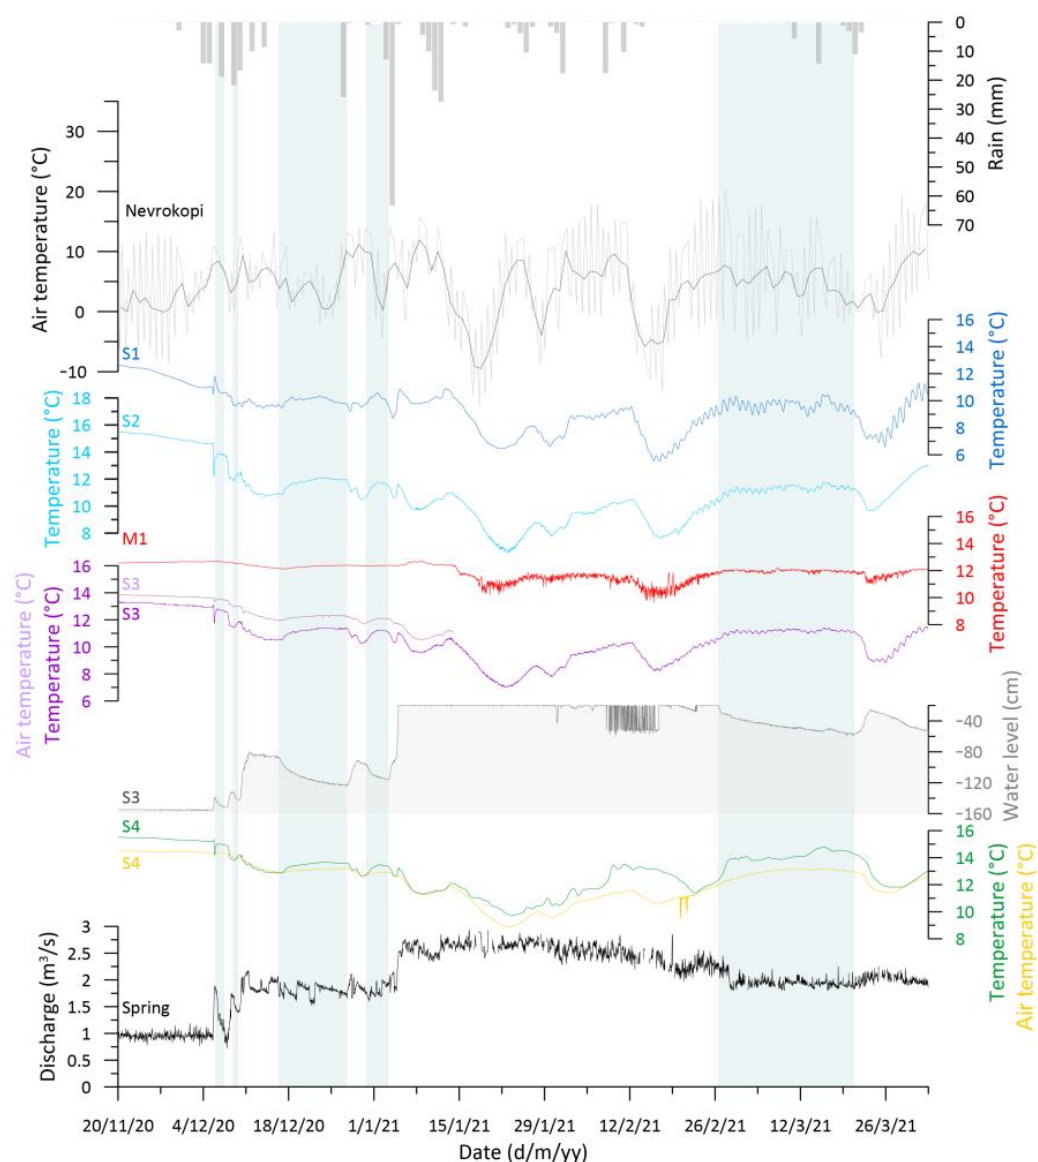 0
10
20
30
40
50
60
70
Rain (mm)
30
20
10
0
−10
Air temperature (°C)
Nevrokopi
16
14
12
10
8
6
Temperature (°C)
S1
18
16
14
12
10
8
Temperature (°C)
S2
16
14
12
10
8
Temperature (°C)
M1
16
14
12
10
8
6
Air temperature (°C)
Temperature (°C)
S3
S3
−40
−80
−120
−160
Water level (cm)
S3
16
14
12
10
8
Temperature (°C)
Air temperature (°C)
S4
S4
3
2.5
2
1.5
1
0.5
0
Discharge (m³/s)
Spring
20/11/20 4/12/20 18/12/20 1/1/21 15/1/21 29/1/21 12/2/21 26/2/21 12/3/21 26/3/21
Date (d/m/yy)